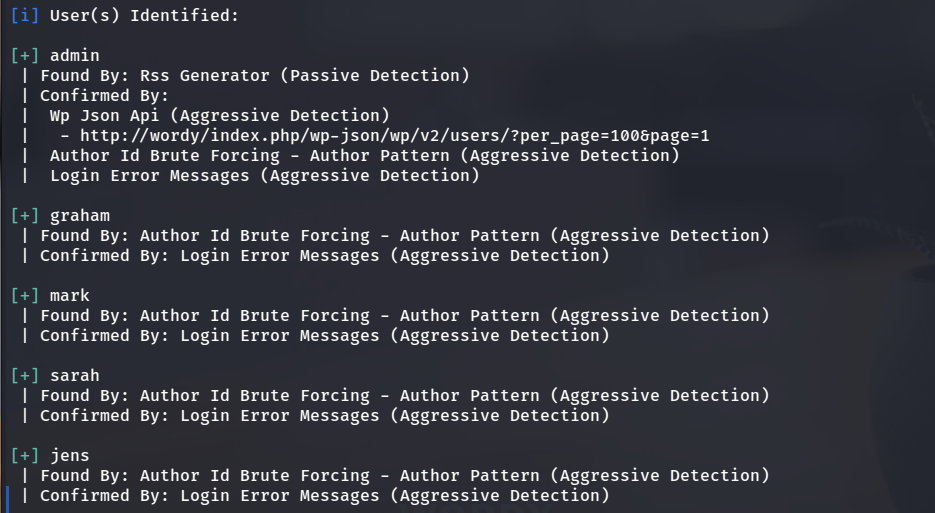 [i] User(s) Identified:
[+] admin
| Found By: Rss Generator (Passive Detection)
| Confirmed By:
|  Wp Json Api (Aggressive Detection)
|   - http://wordy/index.php/wp-json/wp/v2/users/?per_page=100&page=1
|  Author Id Brute Forcing - Author Pattern (Aggressive Detection)
|  Login Error Messages (Aggressive Detection)
[+] graham
| Found By: Author Id Brute Forcing - Author Pattern (Aggressive Detection)
| Confirmed By: Login Error Messages (Aggressive Detection)
[+] mark
| Found By: Author Id Brute Forcing - Author Pattern (Aggressive Detection)
| Confirmed By: Login Error Messages (Aggressive Detection)
[+] sarah
| Found By: Author Id Brute Forcing - Author Pattern (Aggressive Detection)
| Confirmed By: Login Error Messages (Aggressive Detection)
[+] jens
| Found By: Author Id Brute Forcing - Author Pattern (Aggressive Detection)
| Confirmed By: Login Error Messages (Aggressive Detection)